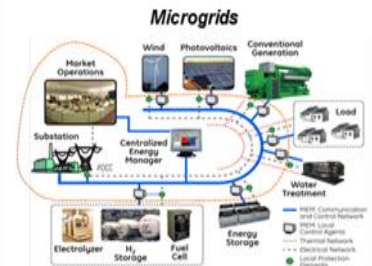 Microgrids
Wind
Photovoltaics
Conventional
Generation
Market
Operations
Load
Substation
POCC
Centralized
Energy
Manager
Water
Treatment
Electrolyzer
H2
Storage
Fuel
Cell
Energy
Storage
MEM Communication
and Control Network
MEM Local
Control Agents
Thermal Network
Electrical Network
Local Protection
Elements